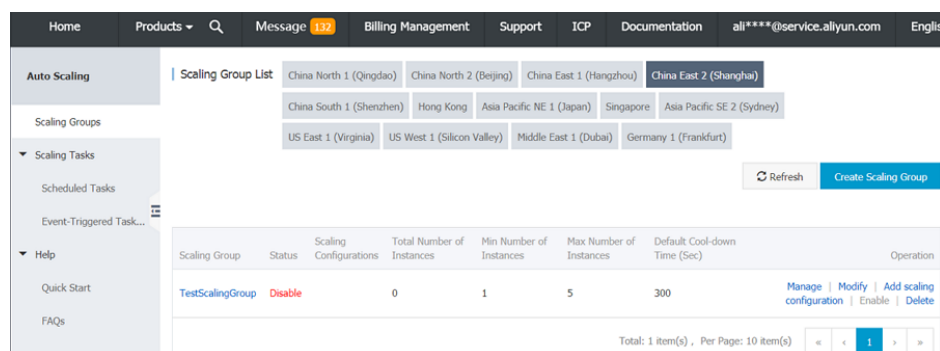 Home Products Message 132 Billing Management Support ICP Documentation ali****@service.aliyun.com Englis
Auto Scaling
Scaling Groups
Scaling Tasks
Scheduled Tasks
Event-Triggered Task...
Help
Quick Start
FAQs
Scaling Group List China North 1 (Qingdao) China North 2 (Beijing) China East 1 (Hangzhou) China East 2 (Shanghai)
China South 1 (Shenzhen) Hong Kong Asia Pacific NE 1 (Japan) Singapore Asia Pacific SE 2 (Sydney)
US East 1 (Virginia) US West 1 (Silicon Valley) Middle East 1 (Dubai) Germany 1 (Frankfurt)
Refresh Create Scaling Group
Scaling Group Status Scaling Configurations Total Number of Instances Min Number of Instances Max Number of Instances Default Cool-down Time (Sec) Operation
TestScalingGroup Disable 0 1 5 300 Manage | Modify | Add scaling configuration | Enable | Delete
Total: 1 item(s) , Per Page: 10 item(s) « ‹ 1 › »